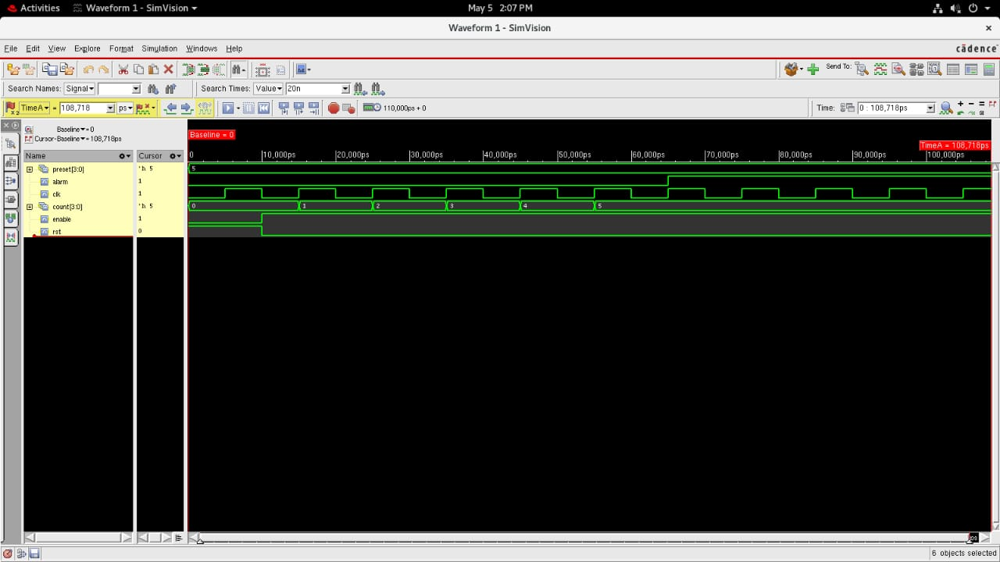 Activities Waveform 1 - SimVision May 5 2:07 PM
Waveform 1 - SimVision ×
File Edit View Explore Format Simulation Windows Help cādence
Send To:
Search Names: Signal Search Times: Value 20n
TimeA = 108,718 ps 110,000ps + 0 Time: 0 : 108,718ps
Baseline = 0
Cursor-Baseline = 108,718ps
Baseline = 0
TimeA = 108,718ps
Name Cursor 0 10,000ps 20,000ps 30,000ps 40,000ps 50,000ps 60,000ps 70,000ps 80,000ps 90,000ps 100,000ps
preset[3:0] 'h 5 5
alarm 1
clk 1
count[3:0] 'h 5 0 1 2 3 4 5
enable 1
rst 0
6 objects selected